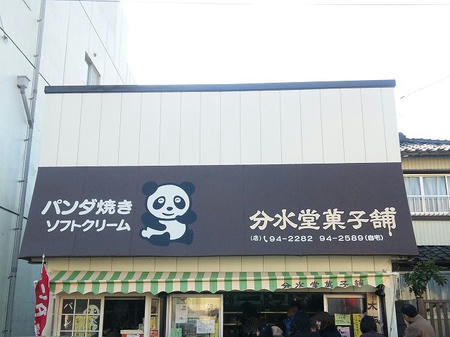 パンダ焼き
ソフトクリーム
分水堂菓子舗
(店) 94-2282 94-2589(自宅)
分水堂菓子舗